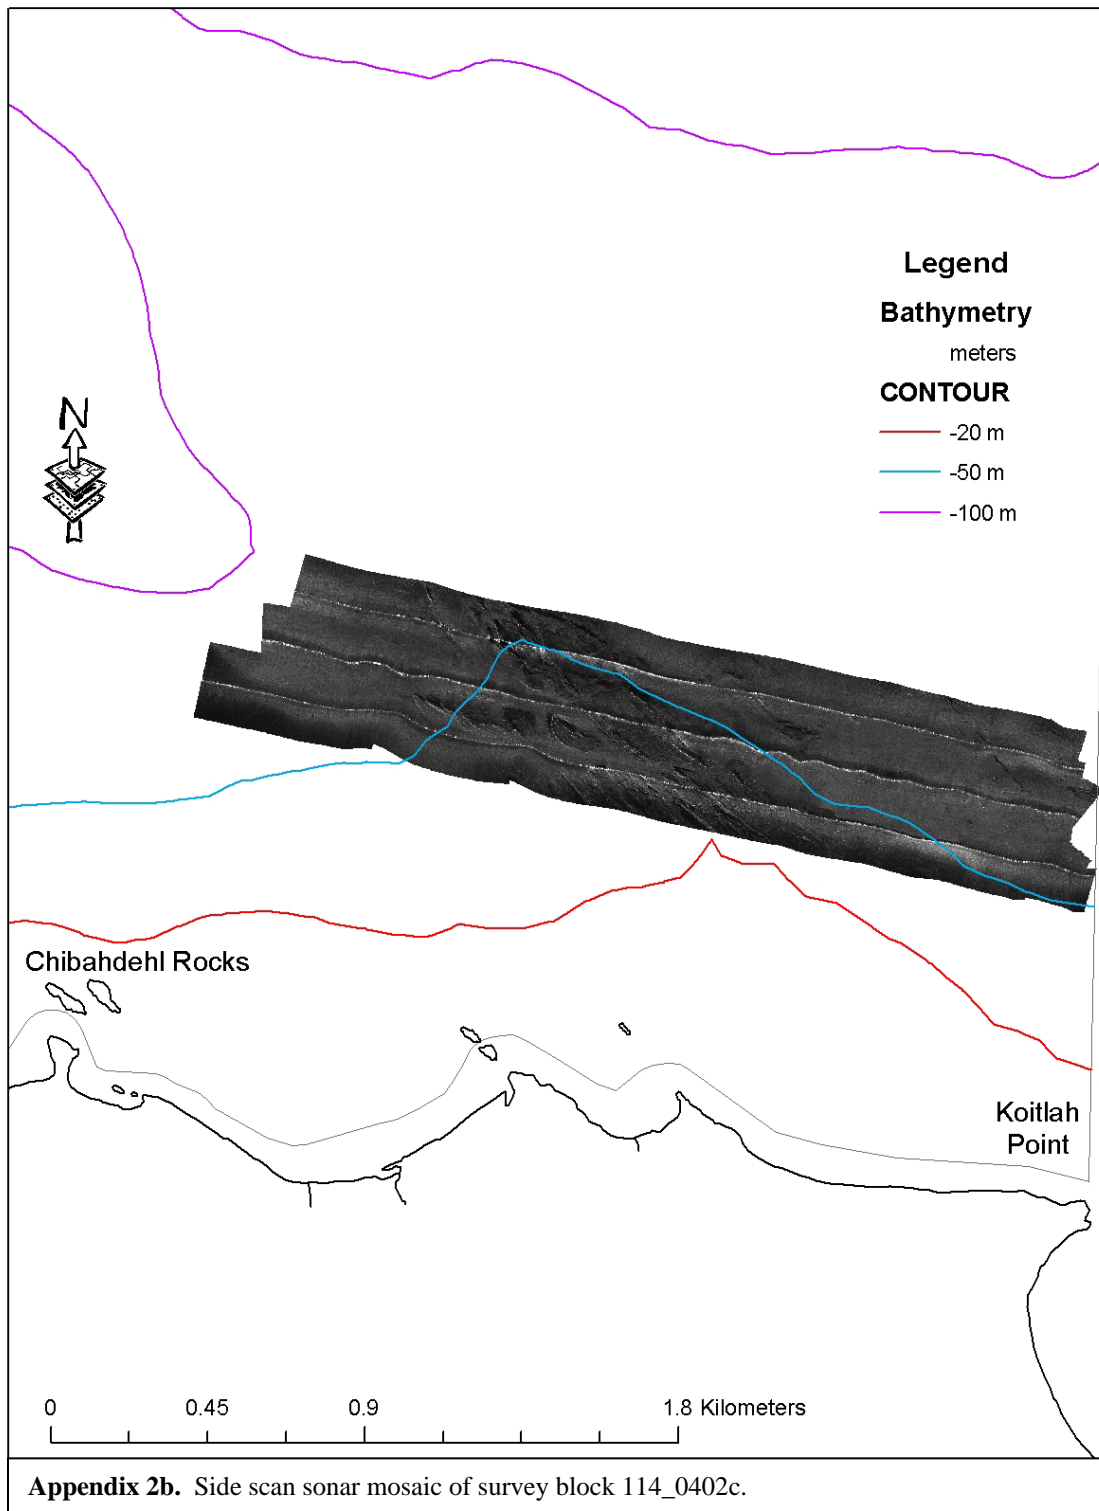 Legend
Bathymetry
meters
CONTOUR
-20 m
-50 m
-100 m
N
Chibahdehl Rocks
Koitlah
Point
0 0.45 0.9 1.8 Kilometers
Appendix 2b. Side scan sonar mosaic of survey block 114_0402c.